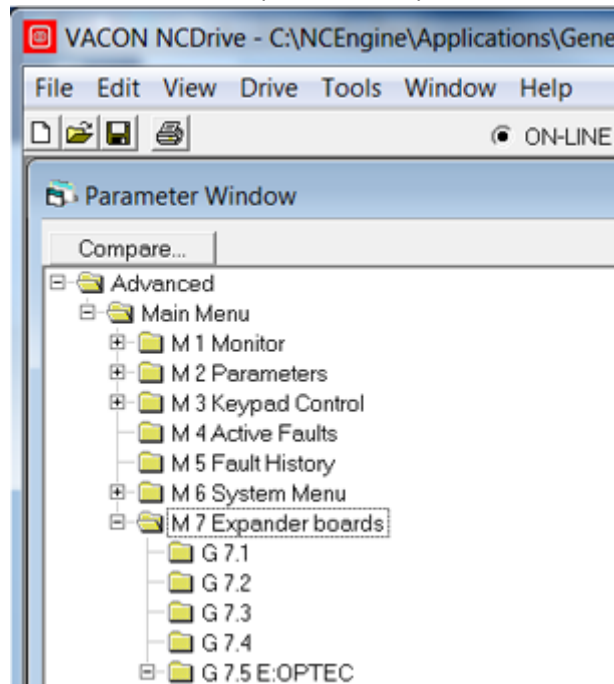 VACON NCDrive - C:\NCEngine\Applications\Gene
File Edit View Drive Tools Window Help
ON-LINE
Parameter Window
Compare...
Advanced
Main Menu
M 1 Monitor
M 2 Parameters
M 3 Keypad Control
M 4 Active Faults
M 5 Fault History
M 6 System Menu
M 7 Expander boards
G 7.1
G 7.2
G 7.3
G 7.4
G 7.5 E:OPTEC